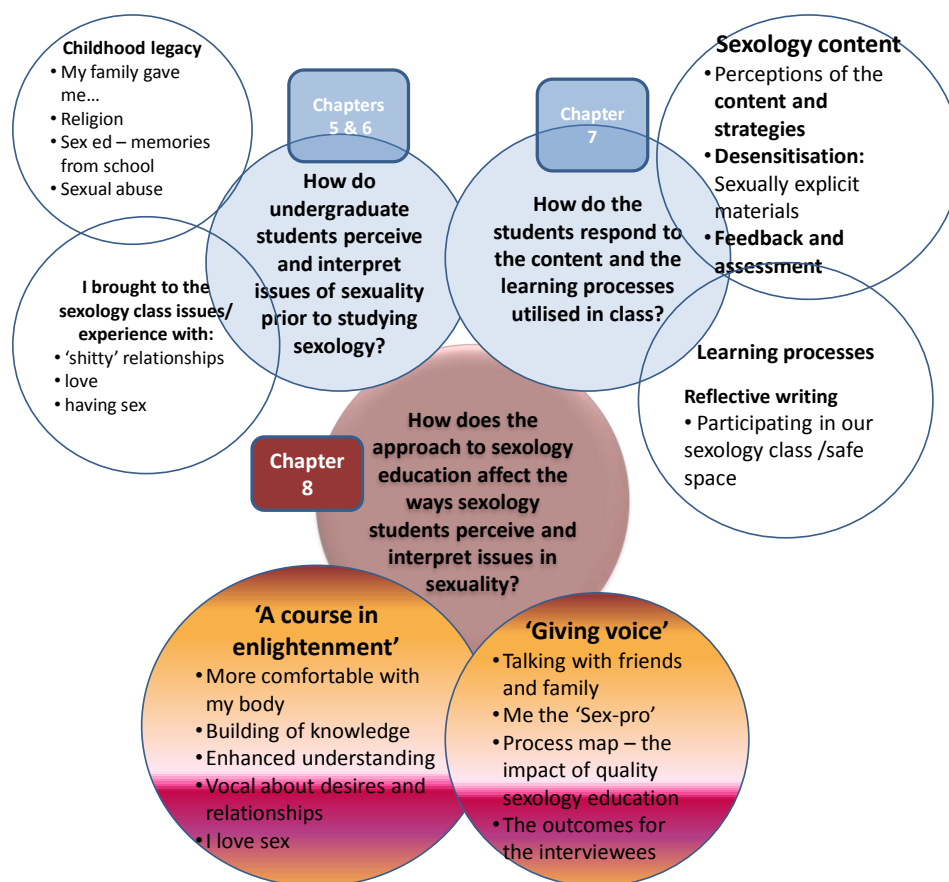 Childhood legacy
• My family gave
me...
• Religion
• Sex ed – memories
from school
• Sexual abuse
Chapters
5 & 6
How do
undergraduate
students perceive
and interpret
issues of sexuality
prior to studying
sexology?
I brought to the
sexology class issues/
experience with:
• ‘shitty’ relationships
• love
• having sex
Chapter
7
How do the
students respond to
the content and the
learning processes
utilised in class?
Sexology content
• Perceptions of the
content and
strategies
• Desensitisation:
Sexually explicit
materials
• Feedback and
assessment
Learning processes
Reflective writing
• Participating in our
sexology class /safe
space
Chapter
8
How does the
approach to sexology
education affect the
ways sexology
students perceive and
interpret issues in
sexuality?
‘A course in
enlightenment’
• More comfortable with
my body
• Building of knowledge
• Enhanced understanding
• Vocal about desires and
relationships
• I love sex
‘Giving voice’
• Talking with friends
and family
• Me the ‘Sex-pro’
• Process map – the
impact of quality
sexology education
• The outcomes for
the interviewees